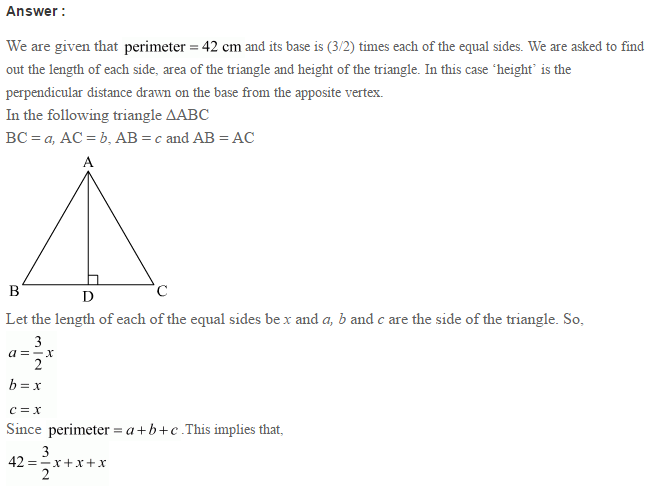 Answer :
We are given that perimeter = 42 cm and its base is (3/2) times each of the equal sides. We are asked to find
out the length of each side, area of the triangle and height of the triangle. In this case ‘height’ is the
perpendicular distance drawn on the base from the apposite vertex.
In the following triangle ΔABC
BC = a, AC = b, AB = c and AB = AC
A
B
D
C
Let the length of each of the equal sides be x and a, b and c are the side of the triangle. So,
a = 3/2 x
b = x
c = x
Since perimeter = a + b + c .This implies that,
42 = 3/2 x + x + x